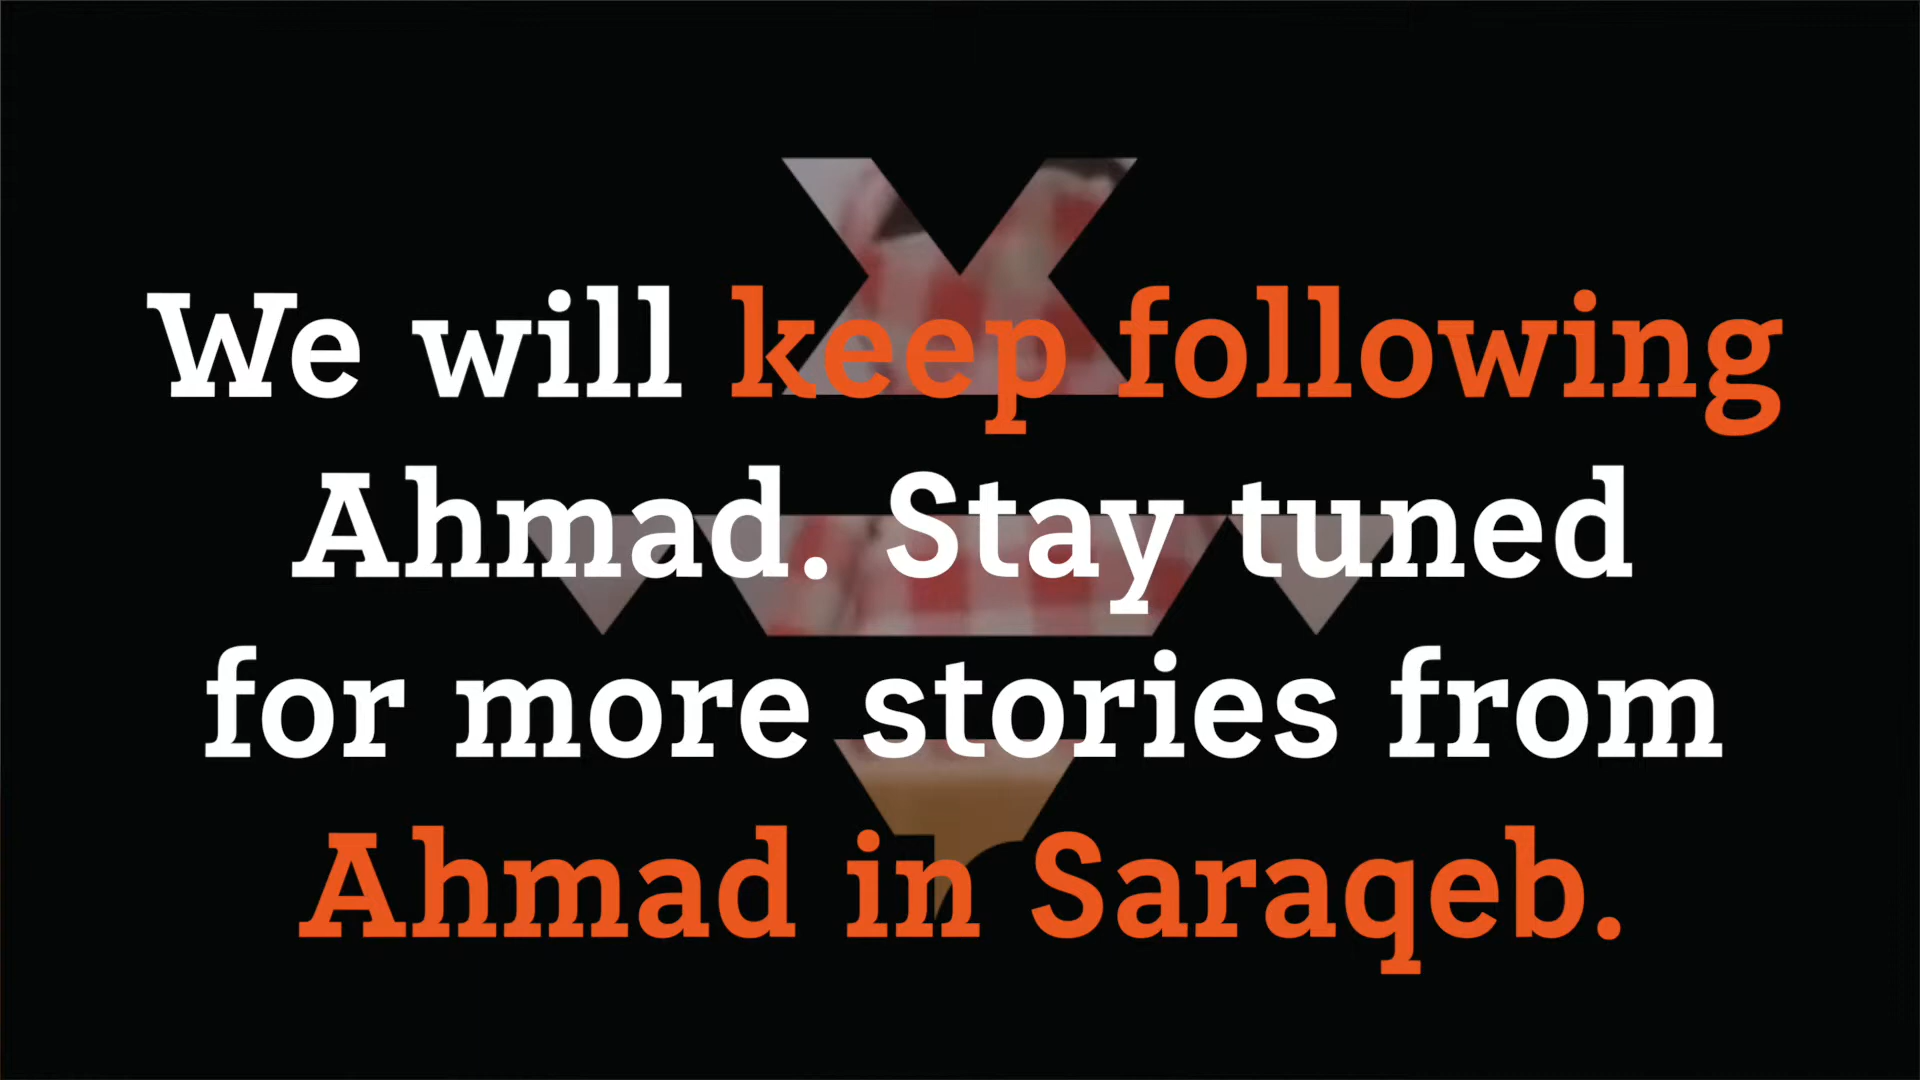 We will keep following
Ahmad. Stay tuned
for more stories from
Ahmad in Saraqeb.